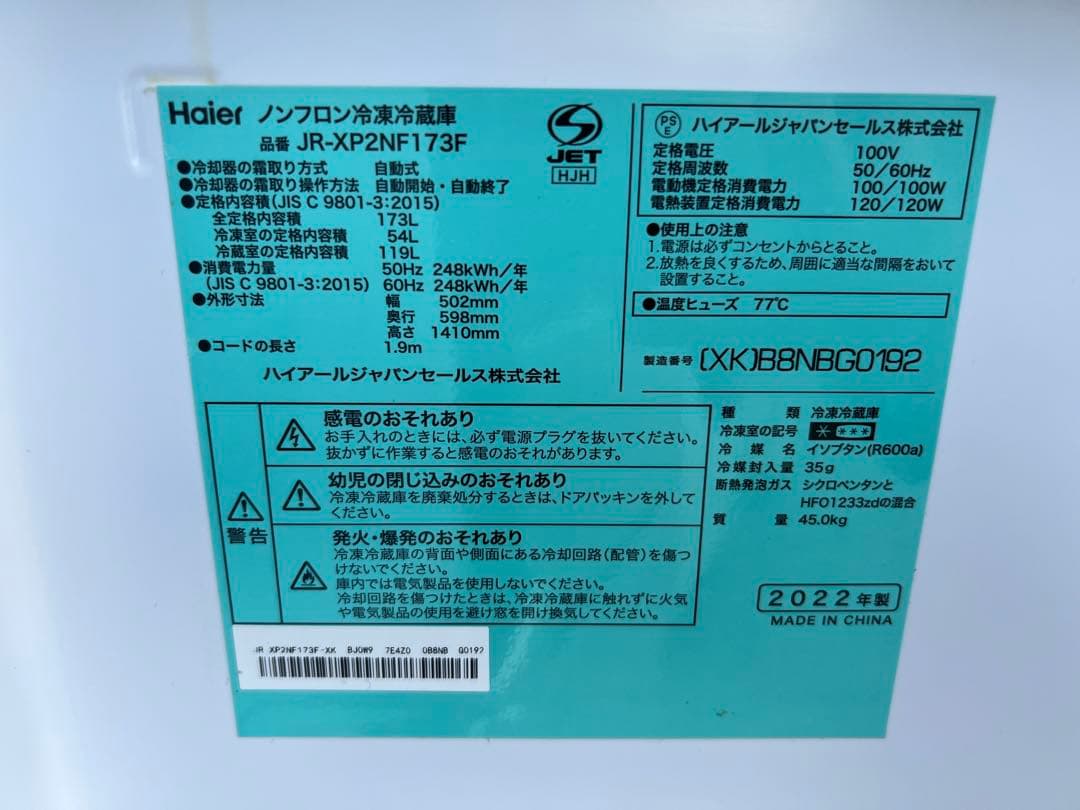 Haier ノンフロン冷凍冷蔵庫
品番 JR-XP2NF173F
●冷却器の霜取り方式 自動式
●冷却器の霜取り操作方法 自動開始・自動終了
●定格内容積(JIS C 9801-3:2015)
全定格内容積 173L
冷凍室の定格内容積 54L
冷蔵室の定格内容積 119L
●消費電力量 50Hz 248kWh/年
(JIS C 9801-3:2015) 60Hz 248kWh/年
●外形寸法 幅 502mm
奥行 598mm
高さ 1410mm
●コードの長さ 1.9m
ハイアールジャパンセールス株式会社
JET
HJH
PSE ハイアールジャパンセールス株式会社
定格電圧 100V
定格周波数 50/60Hz
電動機定格消費電力 100/100W
電熱装置定格消費電力 120/120W
●使用上の注意
1.電源は必ずコンセントからとること。
2.放熱を良くするため、周囲に適当な間隔をおいて
設置すること。
●温度ヒューズ 77℃
製造番号 (XK)B8NBG0192
警告
感電のおそれあり
お手入れのときには、必ず電源プラグを抜いてください。
抜かずに作業すると感電のおそれがあります。
幼児の閉じ込みのおそれあり
冷凍冷蔵庫を廃棄処分するときは、ドアパッキンを外して
ください。
発火・爆発のおそれあり
冷凍冷蔵庫の背面や側面にある冷却回路(配管)を傷つ
けないでください。
庫内では電気製品を使用しないでください。
冷却回路を傷つけたときは、冷凍冷蔵庫に触れずに火気
や電気製品の使用を避け窓を開け換気してください。
種類 冷凍冷蔵庫
冷凍室の記号 * ***
冷媒名 イソブタン(R600a)
冷媒封入量 35g
断熱発泡ガス シクロペンタンと
HFO1233zdの混合
質量 45.0kg
2022年製
MADE IN CHINA
JR XP2NF173F-XK BJ0W9 7E4Z0 0B8NB G0192